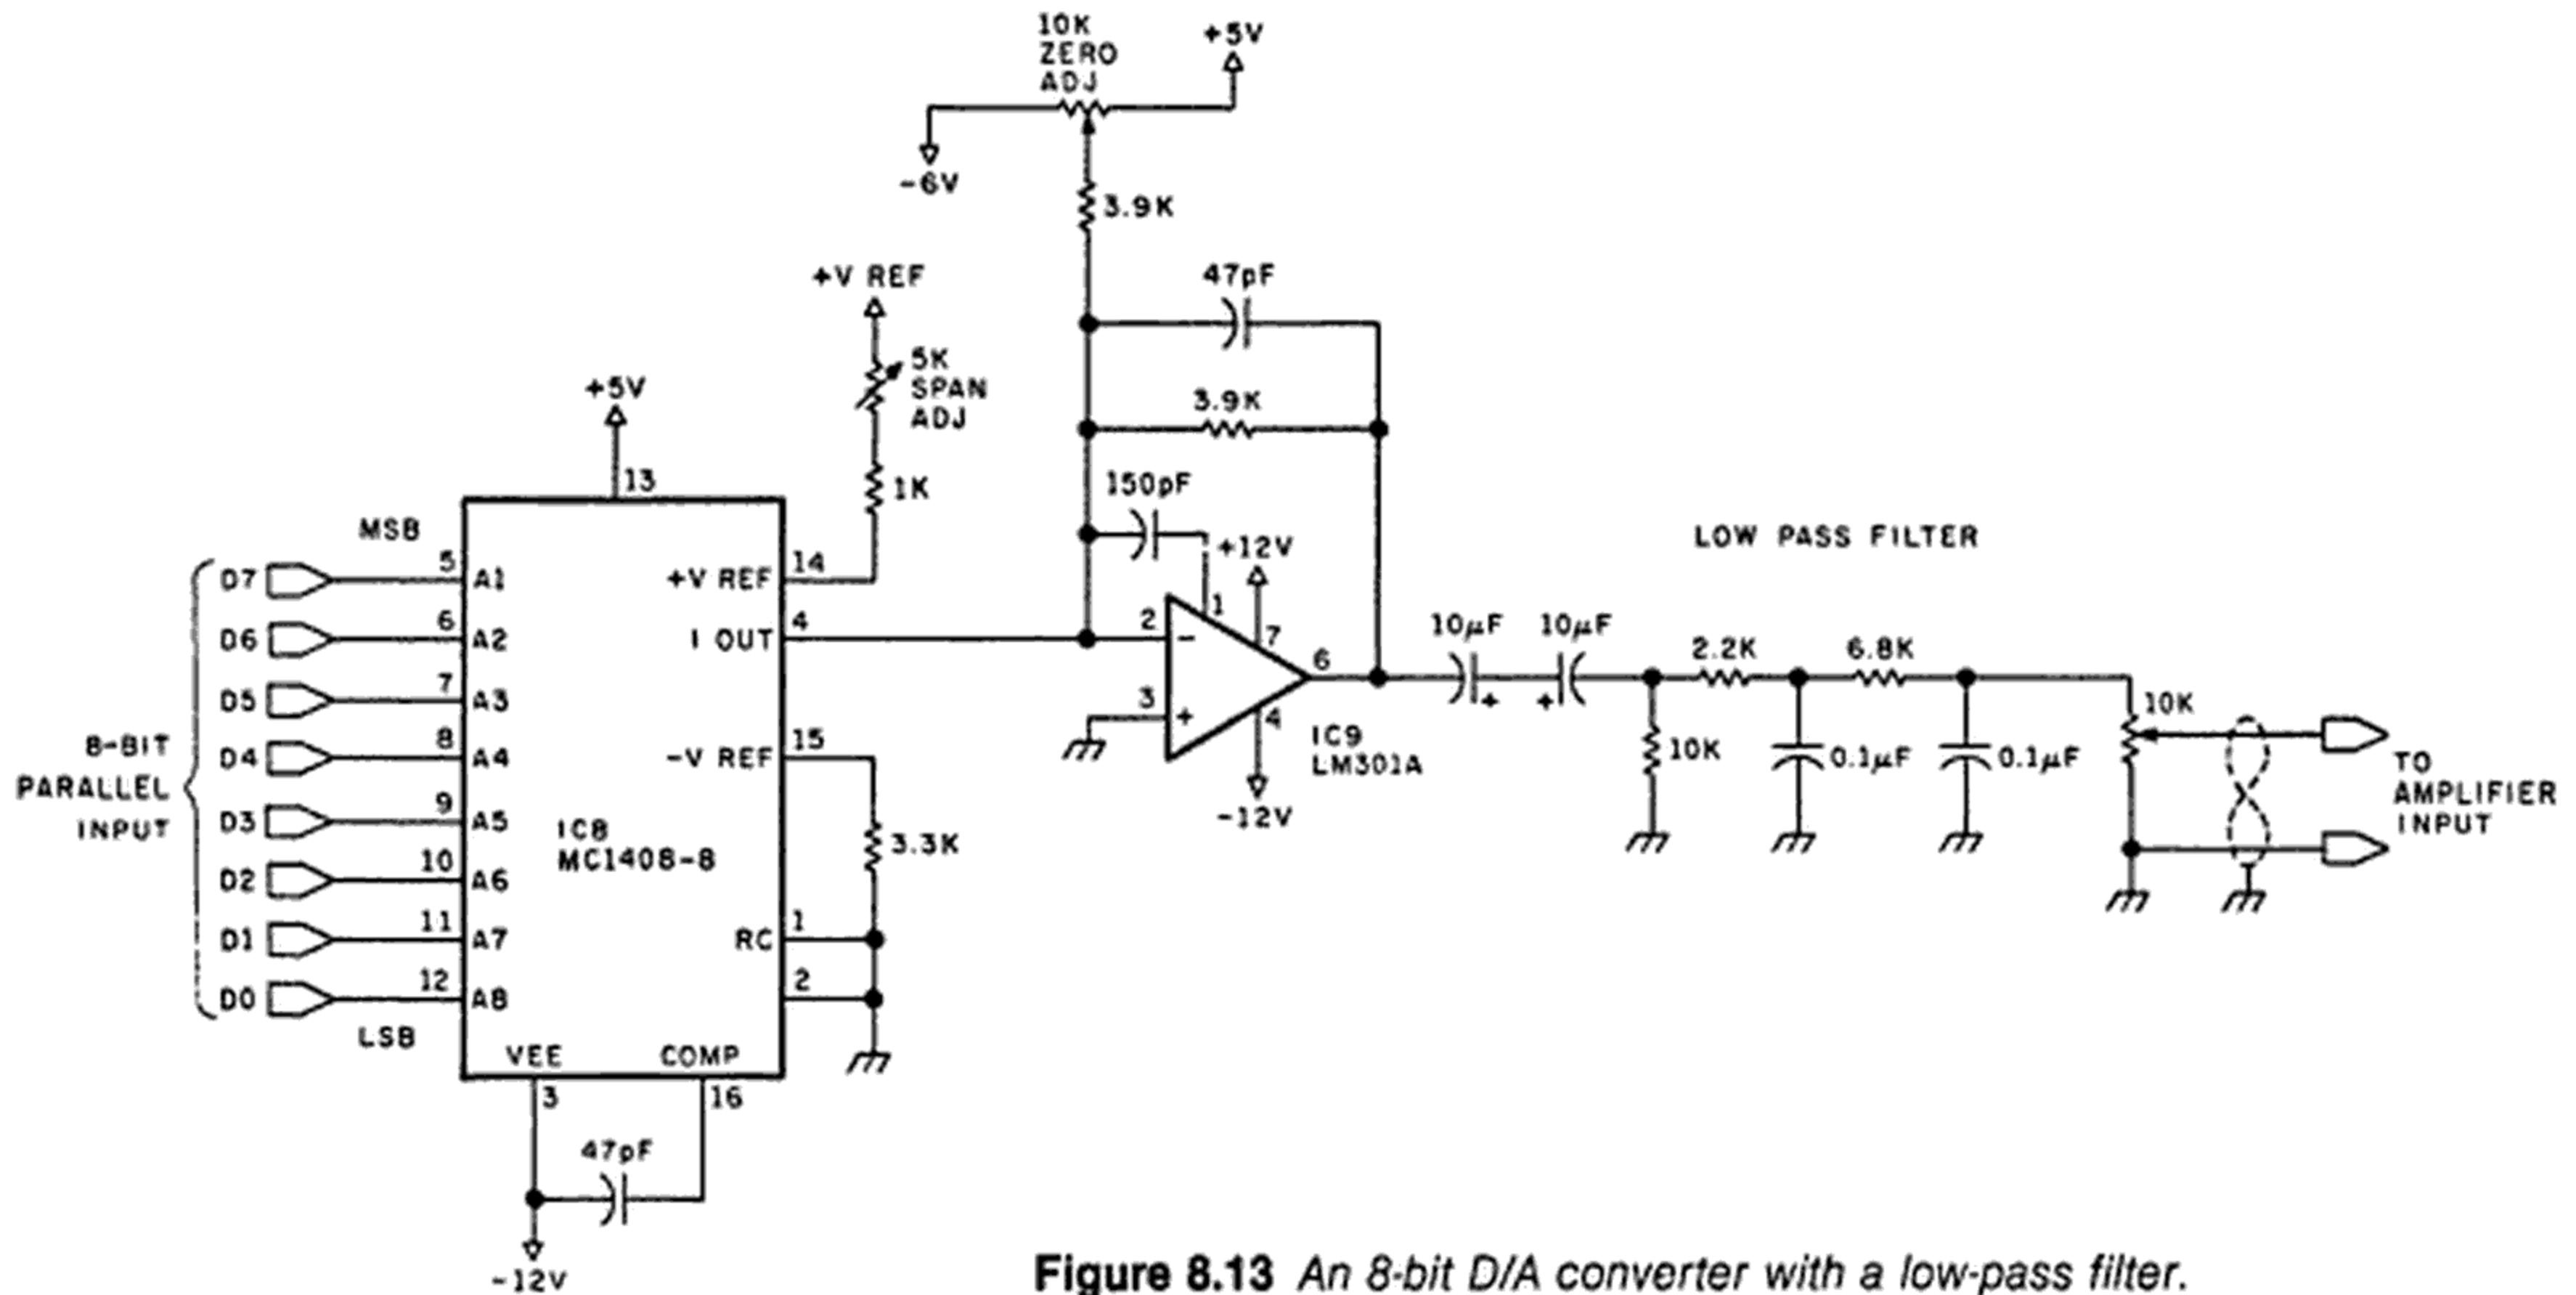 10K
ZERO
ADJ
+5V
-6V
3.9K
+V REF
5K
SPAN
ADJ
1K
47pF
3.9K
150pF
+5V
13
MSB
8-BIT
PARALLEL
INPUT
D7 5 A1
D6 6 A2
D5 7 A3
D4 8 A4
D3 9 A5
D2 10 A6
D1 11 A7
D0 12 A8
LSB
+V REF 14
I OUT 4
-V REF 15
IC8
MC1408-8
3.3K
RC 1
2
VEE
COMP
3
16
47pF
-12V
+12V
1
2
-
7
6
3
+
4
IC9
LM301A
-12V
LOW PASS FILTER
10µF
10µF
+
+
2.2K
6.8K
10K
0.1µF
0.1µF
10K
TO
AMPLIFIER
INPUT
Figure 8.13 An 8-bit D/A converter with a low-pass filter.